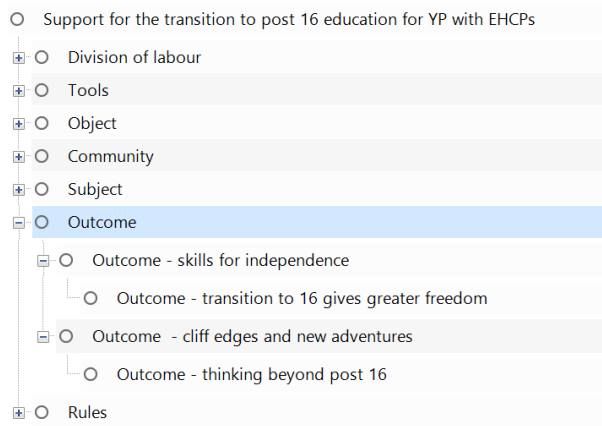 Support for the transition to post 16 education for YP with EHCPs
Division of labour
Tools
Object
Community
Subject
Outcome
Outcome - skills for independence
Outcome - transition to 16 gives greater freedom
Outcome - cliff edges and new adventures
Outcome - thinking beyond post 16
Rules